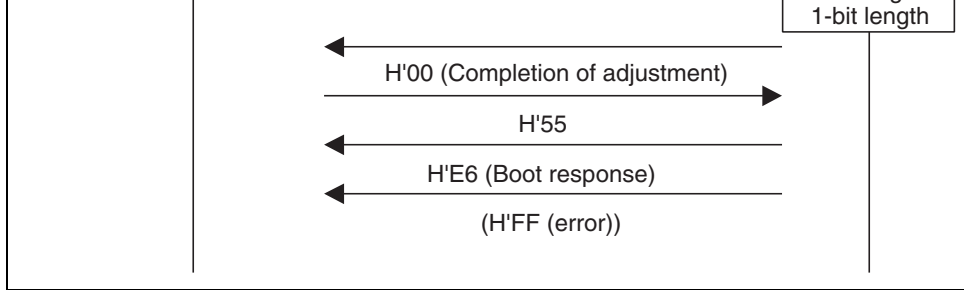 1-bit length
H'00 (Completion of adjustment)
H'55
H'E6 (Boot response)
(H'FF (error))